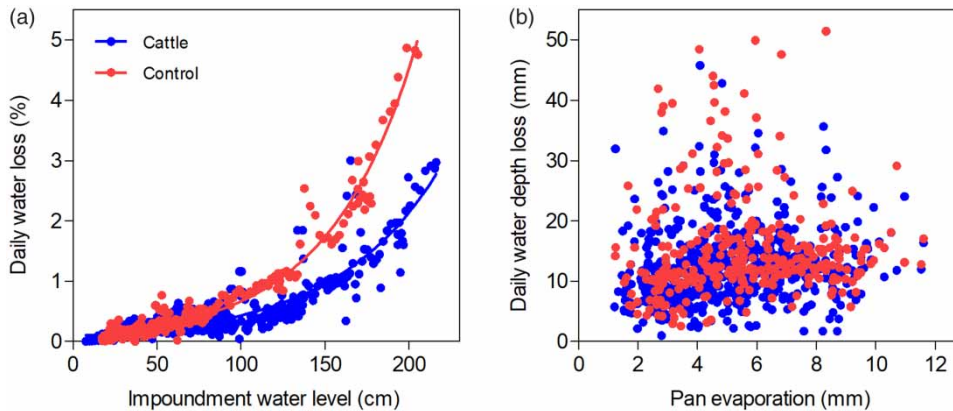 (a)
Daily water loss (%)
5
4
3
2
1
0
Cattle
Control
0 50 100 150 200
Impoundment water level (cm)
(b)
Daily water depth loss (mm)
50
40
30
20
10
0
0 2 4 6 8 10 12
Pan evaporation (mm)